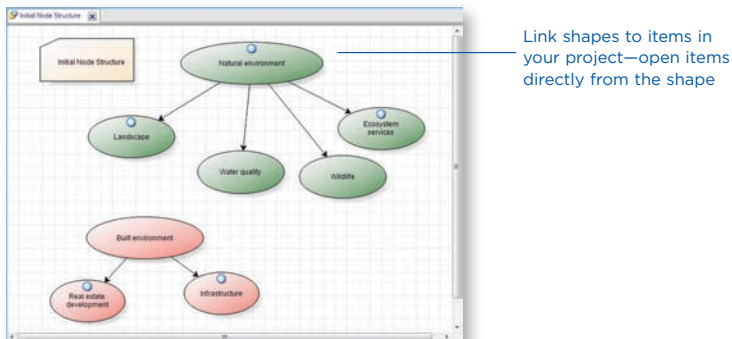 Initial Node Structure
Initial Node Structure
Natural environment
Link shapes to items in
your project—open items
directly from the shape
Landscape
Ecosystem
services
Water quality
Wildlife
Built environment
Real estate
development
Infrastructure